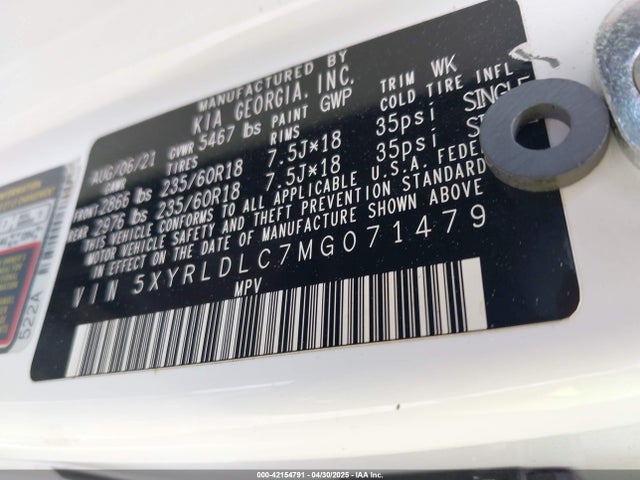 MANUFACTURED BY
KIA GEORGIA, INC.
AUG/06/21 GVWR 5467 lbs PAINT GWP TRIM WK
GAWR TIRES RIMS COLD TIRE INFL
FRONT 2866 lbs 235/60R18 7.5J×18 35psi SINGLE
REAR 2976 lbs 235/60R18 7.5J×18 35psi
THIS VEHICLE CONFORMS TO ALL APPLICABLE U.S.A.
MOTOR VEHICLE SAFETY AND THEFT PREVENTION STANDARD
IN EFFECT ON THE DATE OF MANUFACTURE SHOWN ABOVE
VIN 5XYRLDLC7MG071479
MPV
522A
000-42154791 - 04/30/2025 - IAA Inc.